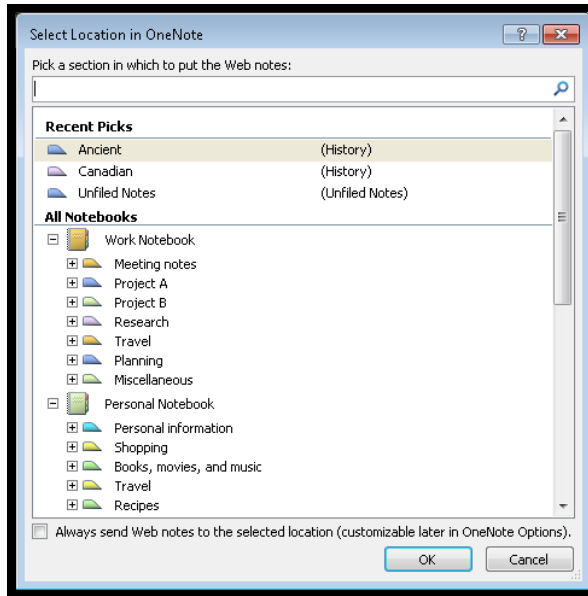 Select Location in OneNote
Pick a section in which to put the Web notes:
Recent Picks
Ancient (History)
Canadian (History)
Unfiled Notes (Unfiled Notes)
All Notebooks
Work Notebook
Meeting notes
Project A
Project B
Research
Travel
Planning
Miscellaneous
Personal Notebook
Personal information
Shopping
Books, movies, and music
Travel
Recipes
Always send Web notes to the selected location (customizable later in OneNote Options).
OK Cancel